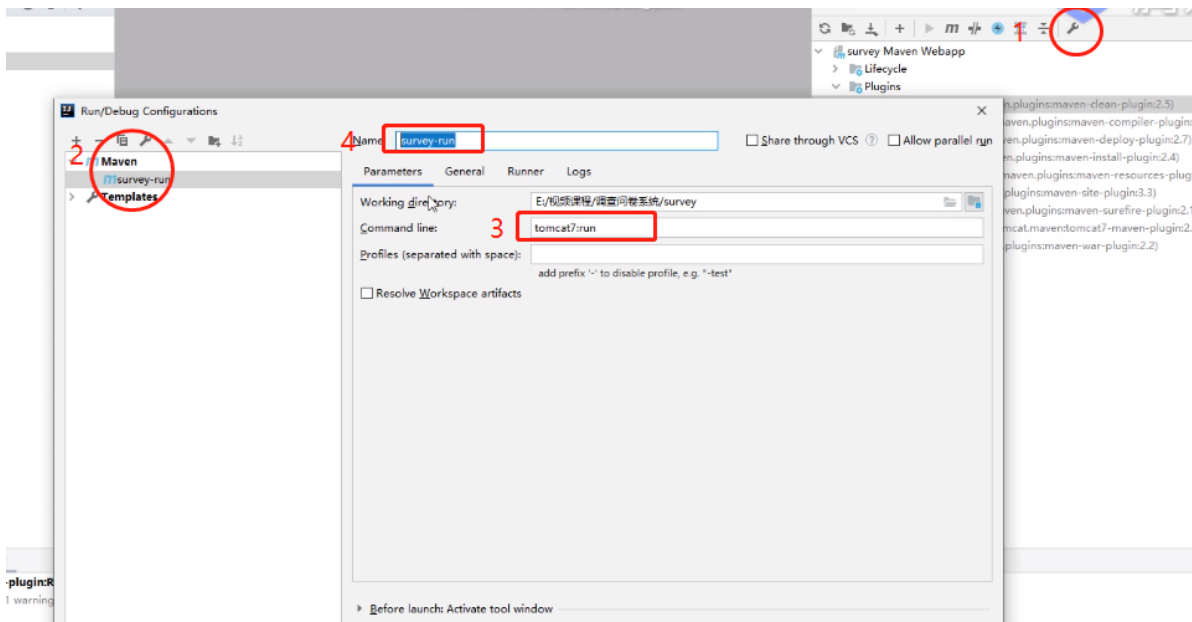 1
survey Maven Webapp
Lifecycle
Plugins
Run/Debug Configurations
n.plugins:maven-clean-plugin:2.5)
aven.plugins:maven-compiler-plugin:
en.plugins:maven-deploy-plugin:2.7)
en.plugins:maven-install-plugin:2.4)
maven.plugins:maven-resources-plug
plugins:maven-site-plugin:3.3)
ven.plugins:maven-surefire-plugin:2.1
mcat.maven:tomcat7-maven-plugin:2.
.plugins:maven-war-plugin:2.2)
2
Maven
survey-run
Templates
4 Name survey-run
Share through VCS Allow parallel run
Parameters General Runner Logs
Working directory: E:/视频课程/调查问卷系统/survey
Command line: 3 tomcat7:run
Profiles (separated with space):
add prefix '-' to disable profile, e.g. "-test"
Resolve Workspace artifacts
Before launch: Activate tool window
-plugin:R
1 warning